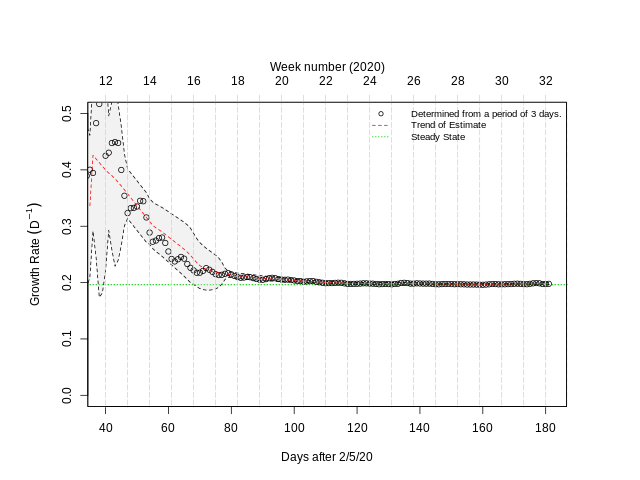 Week number (2020)
12 14 16 18 20 22 24 26 28 30 32
Determined from a period of 3 days.
Trend of Estimate
Steady State
0.5
0.4
0.3
0.2
0.1
0.0
Growth Rate (D⁻¹)
40 60 80 100 120 140 160 180
Days after 2/5/20